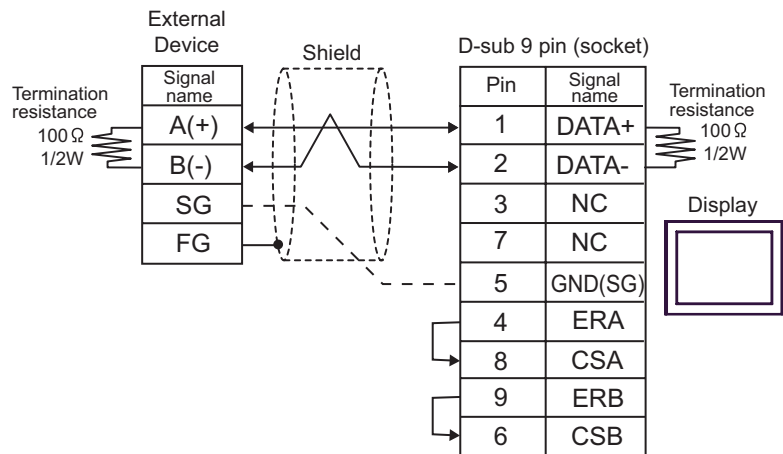 External
Device
Shield
D-sub 9 pin (socket)
Termination
resistance
100 Ω
1/2W
Signal
name
A(+)
B(-)
SG
FG
Pin
Signal
name
1 DATA+
2 DATA-
3 NC
7 NC
5 GND(SG)
4 ERA
8 CSA
9 ERB
6 CSB
Termination
resistance
100 Ω
1/2W
Display